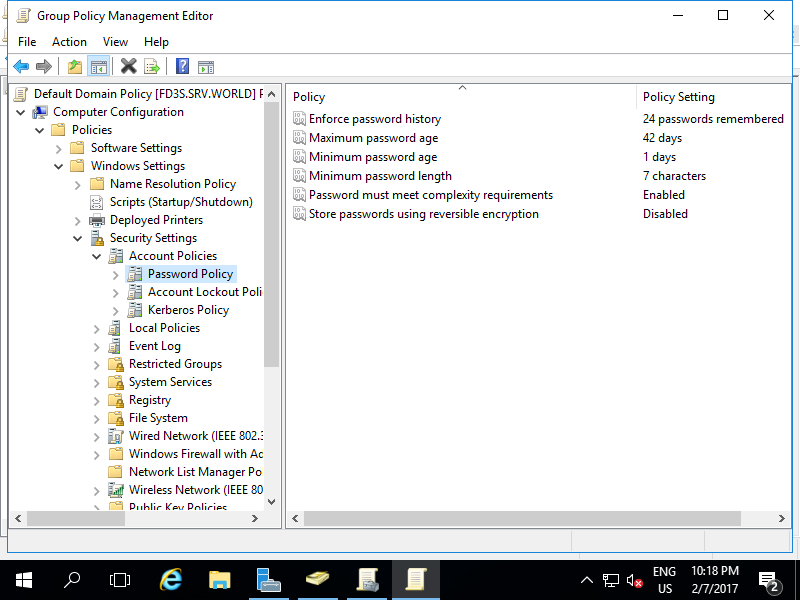 Group Policy Management Editor
File Action View Help
Default Domain Policy [FD3S.SRV.WORLD]
Computer Configuration
Policies
Software Settings
Windows Settings
Name Resolution Policy
Scripts (Startup/Shutdown)
Deployed Printers
Security Settings
Account Policies
Password Policy
Account Lockout Poli
Kerberos Policy
Local Policies
Event Log
Restricted Groups
System Services
Registry
File System
Wired Network (IEEE 802.3
Windows Firewall with Ad
Network List Manager Po
Wireless Network (IEEE 80
Public Key Policies
Policy Policy Setting
Enforce password history 24 passwords remembered
Maximum password age 42 days
Minimum password age 1 days
Minimum password length 7 characters
Password must meet complexity requirements Enabled
Store passwords using reversible encryption Disabled
ENG
US
10:18 PM
2/7/2017
2